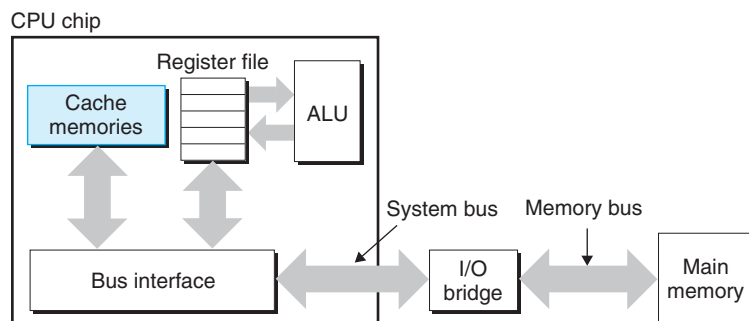 CPU chip
Register file
Cache
memories
ALU
System bus
Memory bus
Bus interface
I/O
bridge
Main
memory